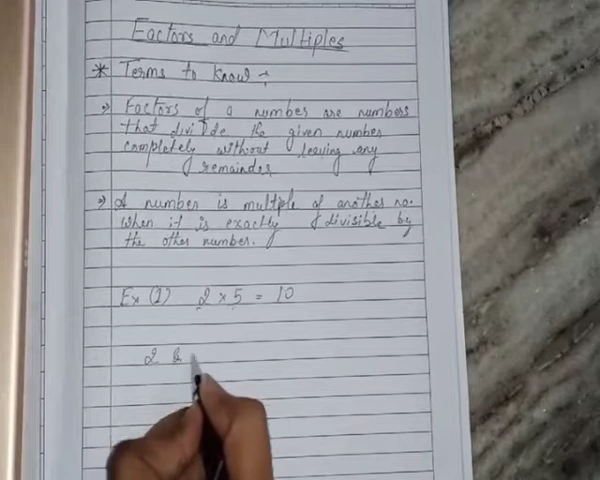 Factors and Multiples
* Terms to know :-
→ Factors of a number are numbers
that divide the given number
completely without leaving any
remainder
→ A number is multiple of another no.
when it is exactly divisible by
the other number.
Ex (1) 2 × 5 = 10
2 &